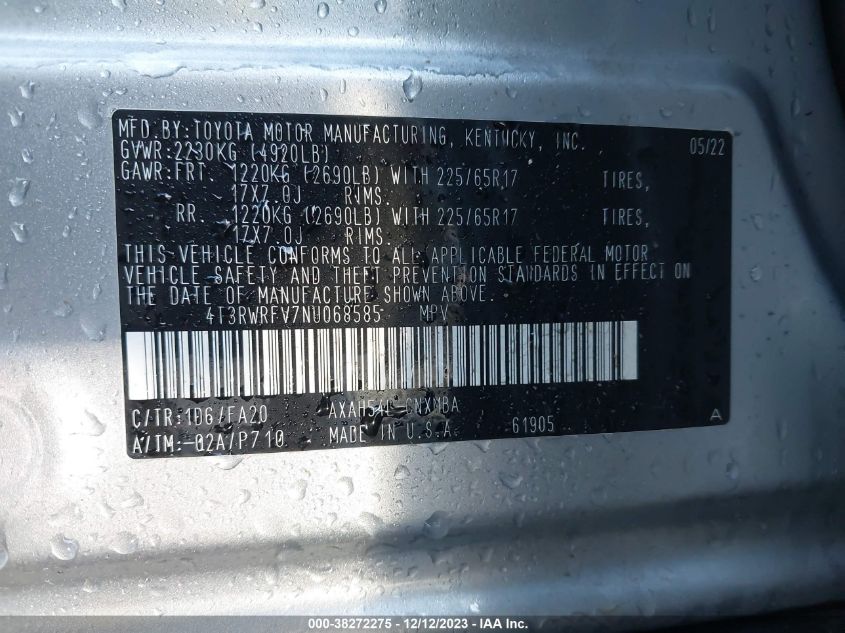 MFD.BY:TOYOTA MOTOR MANUFACTURING, KENTUCKY, INC. 05/22
GVWR:2230KG (4920LB)
GAWR:FRT. 1220KG (2690LB) WITH 225/65R17 TIRES,
17X7.0J RIMS.
RR. 1220KG (2690LB) WITH 225/65R17 TIRES,
17X7.0J RIMS.
THIS VEHICLE CONFORMS TO ALL APPLICABLE FEDERAL MOTOR
VEHICLE SAFETY AND THEFT PREVENTION STANDARDS IN EFFECT ON
THE DATE OF MANUFACTURE SHOWN ABOVE.
4T3RWRFV7NU068585 MPV
C/TR:1D6/FA20
A/TM:-02A/P710 MADE IN U.S.A. 61905 A
000-38272275 - 12/12/2023 - IAA Inc.